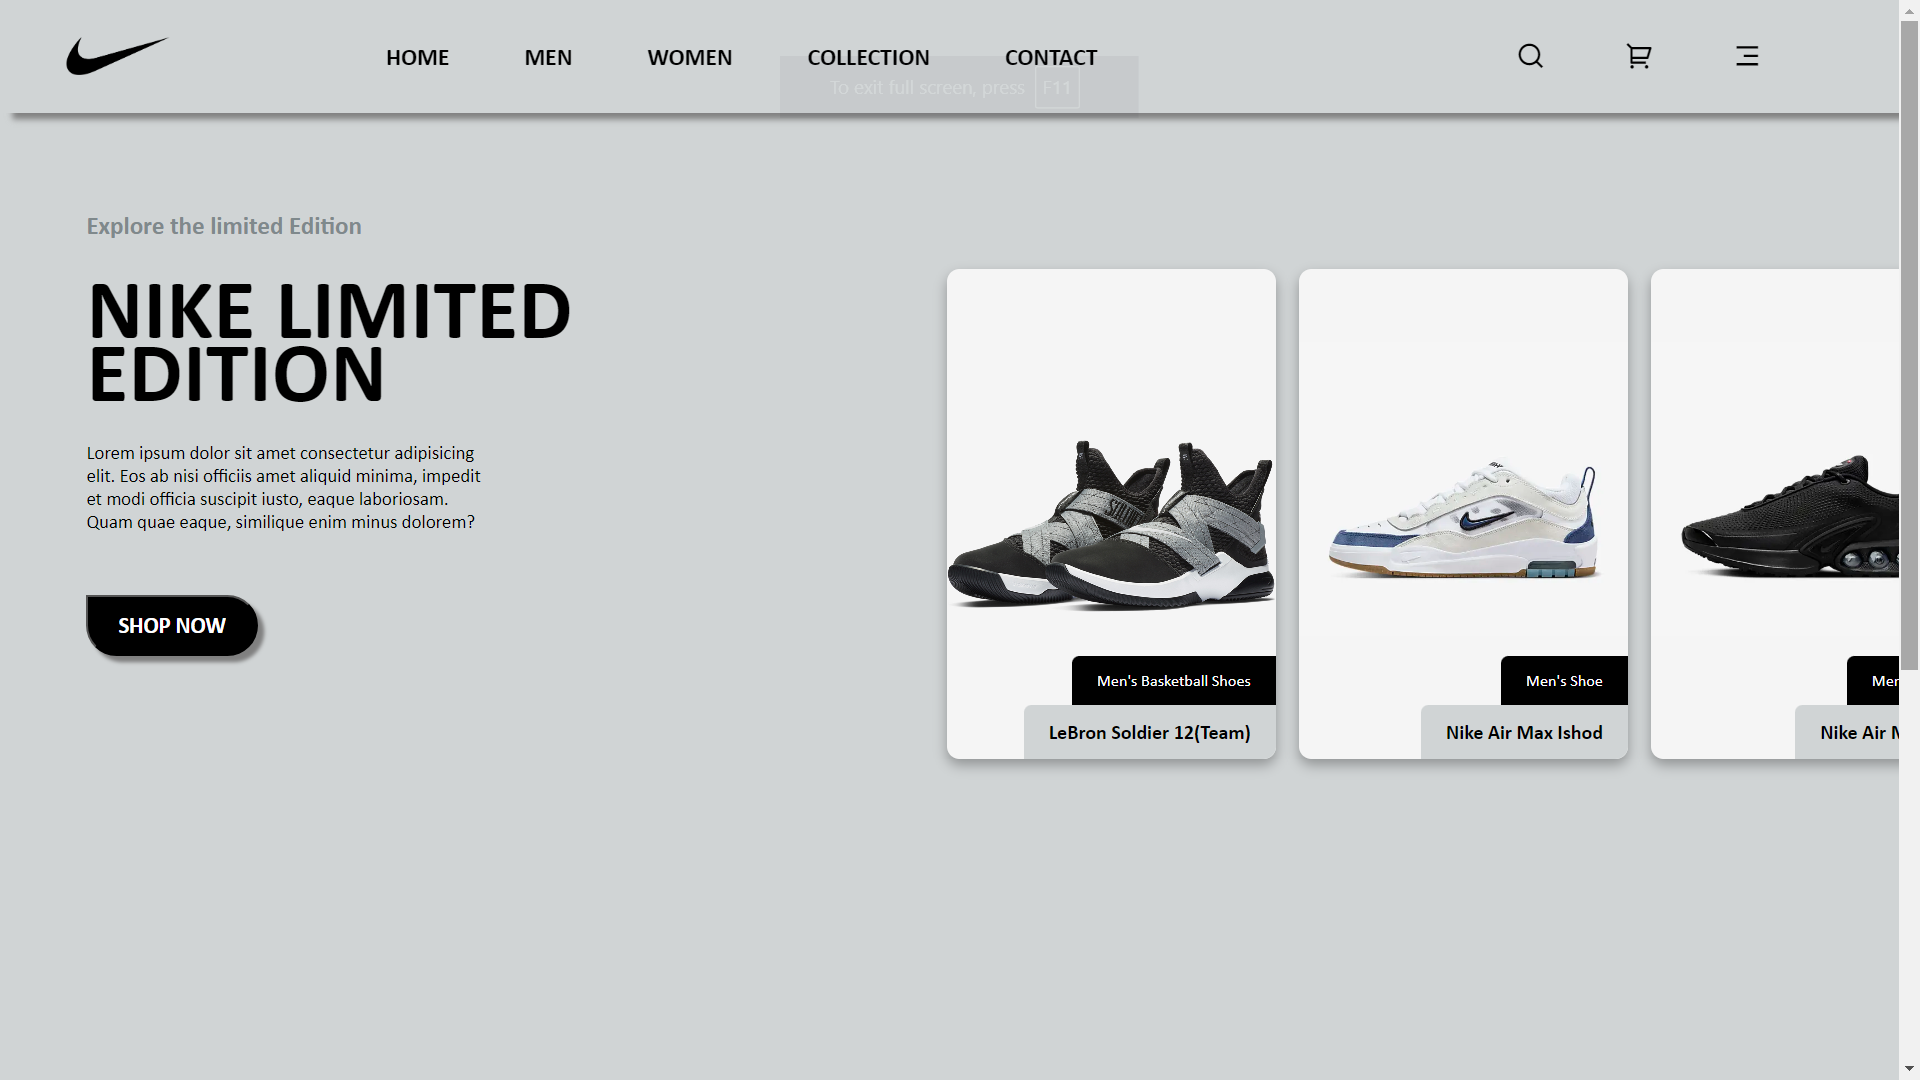 HOME MEN WOMEN COLLECTION CONTACT
To exit full screen, press F11
Explore the limited Edition
NIKE LIMITED
EDITION
Lorem ipsum dolor sit amet consectetur adipisicing
elit. Eos ab nisi officiis amet aliquid minima, impedit
et modi officia suscipit iusto, eaque laboriosam.
Quam quae eaque, similique enim minus dolorem?
SHOP NOW
Men's Basketball Shoes
LeBron Soldier 12(Team)
Men's Shoe
Nike Air Max Ishod
Nike Air